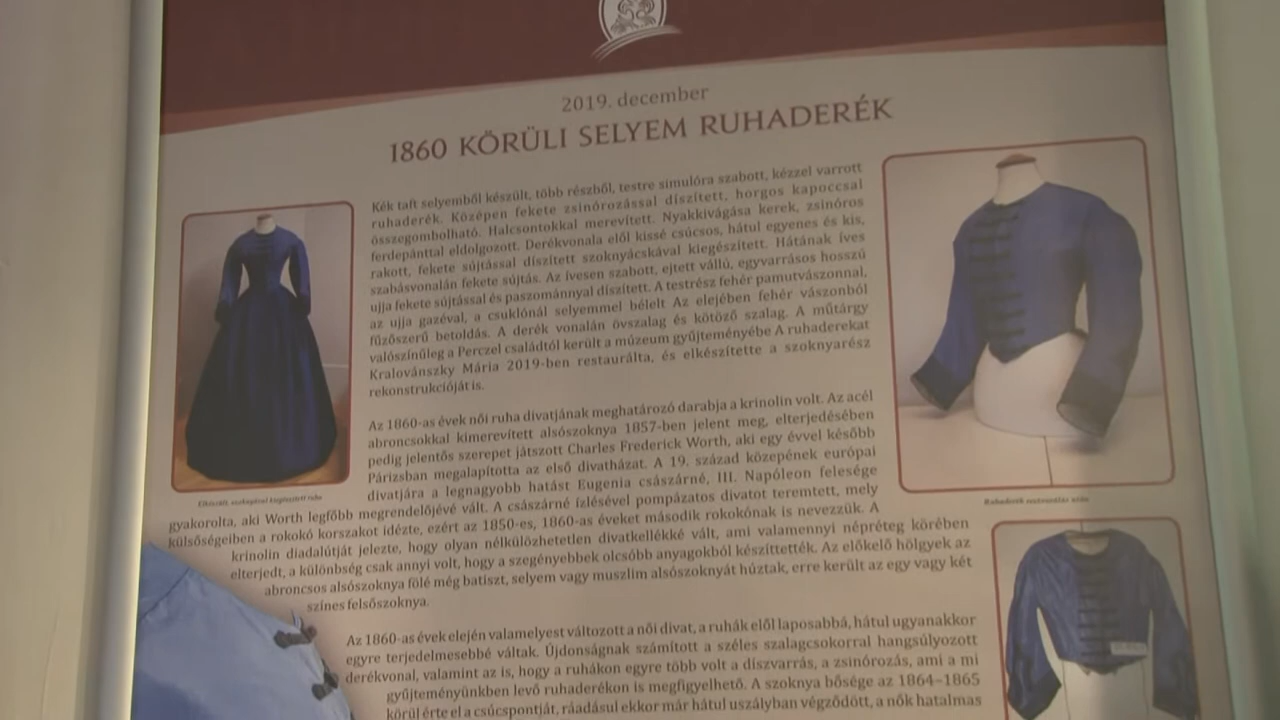 2019. december
1860 KÖRÜLI SELYEM RUHADERÉK
Kék taft selyemből készült, több részből, testre simulóra szabott, kézzel varrott
ruhaderék. Középen fekete zsinórozással díszített, horgos kapoccsal
összegombolható. Halcsontokkal merevített. Nyakkivágása kerek, zsinóros
ferdepánttal eldolgozott. Derékvonala elől kissé csúcsos, hátul egyenes és kis,
rakott, fekete sújtással díszített szoknyácskával kiegészített. Hátának íves
szabásvonalán fekete sújtás. Az ívesen szabott, ejtett vállú, egyvarrásos hosszú
ujja fekete sújtással és paszománnyal díszített. A testrész fehér pamutvászonnal,
az ujja gazéval, a csuklónál selyemmel bélelt Az elejében fehér vászonból
fűzőszerű betoldás. A derék vonalán övszalag és kötöző szalag. A műtárgy
valószínűleg a Perczel családtól került a múzeum gyűjteményébe A ruhaderekat
Kralovánszky Mária 2019-ben restaurálta, és elkészítette a szoknyarész
rekonstrukcióját is.
Az 1860-as évek női ruha divatjának meghatározó darabja a krinolin volt. Az acél
abroncsokkal kimerevített alsószoknya 1857-ben jelent meg, elterjedésében
pedig jelentős szerepet játszott Charles Frederick Worth, aki egy évvel később
Párizsban megalapította az első divatházat. A 19. század közepének európai
divatjára a legnagyobb hatást Eugenia császárné, III. Napóleon felesége
gyakorolta, aki Worth legfőbb megrendelőjévé vált. A császárné ízlésével pompázatos divatot teremtett, mely
külsőségeiben a rokokó korszakot idézte, ezért az 1850-es, 1860-as éveket második rokokónak is nevezzük. A
krinolin diadalútját jelezte, hogy olyan nélkülözhetetlen divatkellékké vált, ami valamennyi népréteg körében
elterjedt, a különbség csak annyi volt, hogy a szegényebbek olcsóbb anyagokból készíttették. Az előkelő hölgyek az
abroncsos alsószoknya fölé még batiszt, selyem vagy muszlim alsószoknyát húztak, erre került az egy vagy két
színes felsőszoknya.
Ruhaderék restaurálás után
Az 1860-as évek elején valamelyest változott a női divat, a ruhák elől laposabbá, hátul ugyanakkor
egyre terjedelmesebbé váltak. Újdonságnak számított a széles szalagcsokorral hangsúlyozott
derékvonal, valamint az is, hogy a ruhákon egyre több volt a díszvarrás, a zsinórozás, ami a mi
gyűjteményünkben levő ruhaderékon is megfigyelhető. A szoknya bősége az 1864–1865
körül érte el a csúcspontját, ráadásul ekkor már hátul uszályban végződött, a nők hatalmas